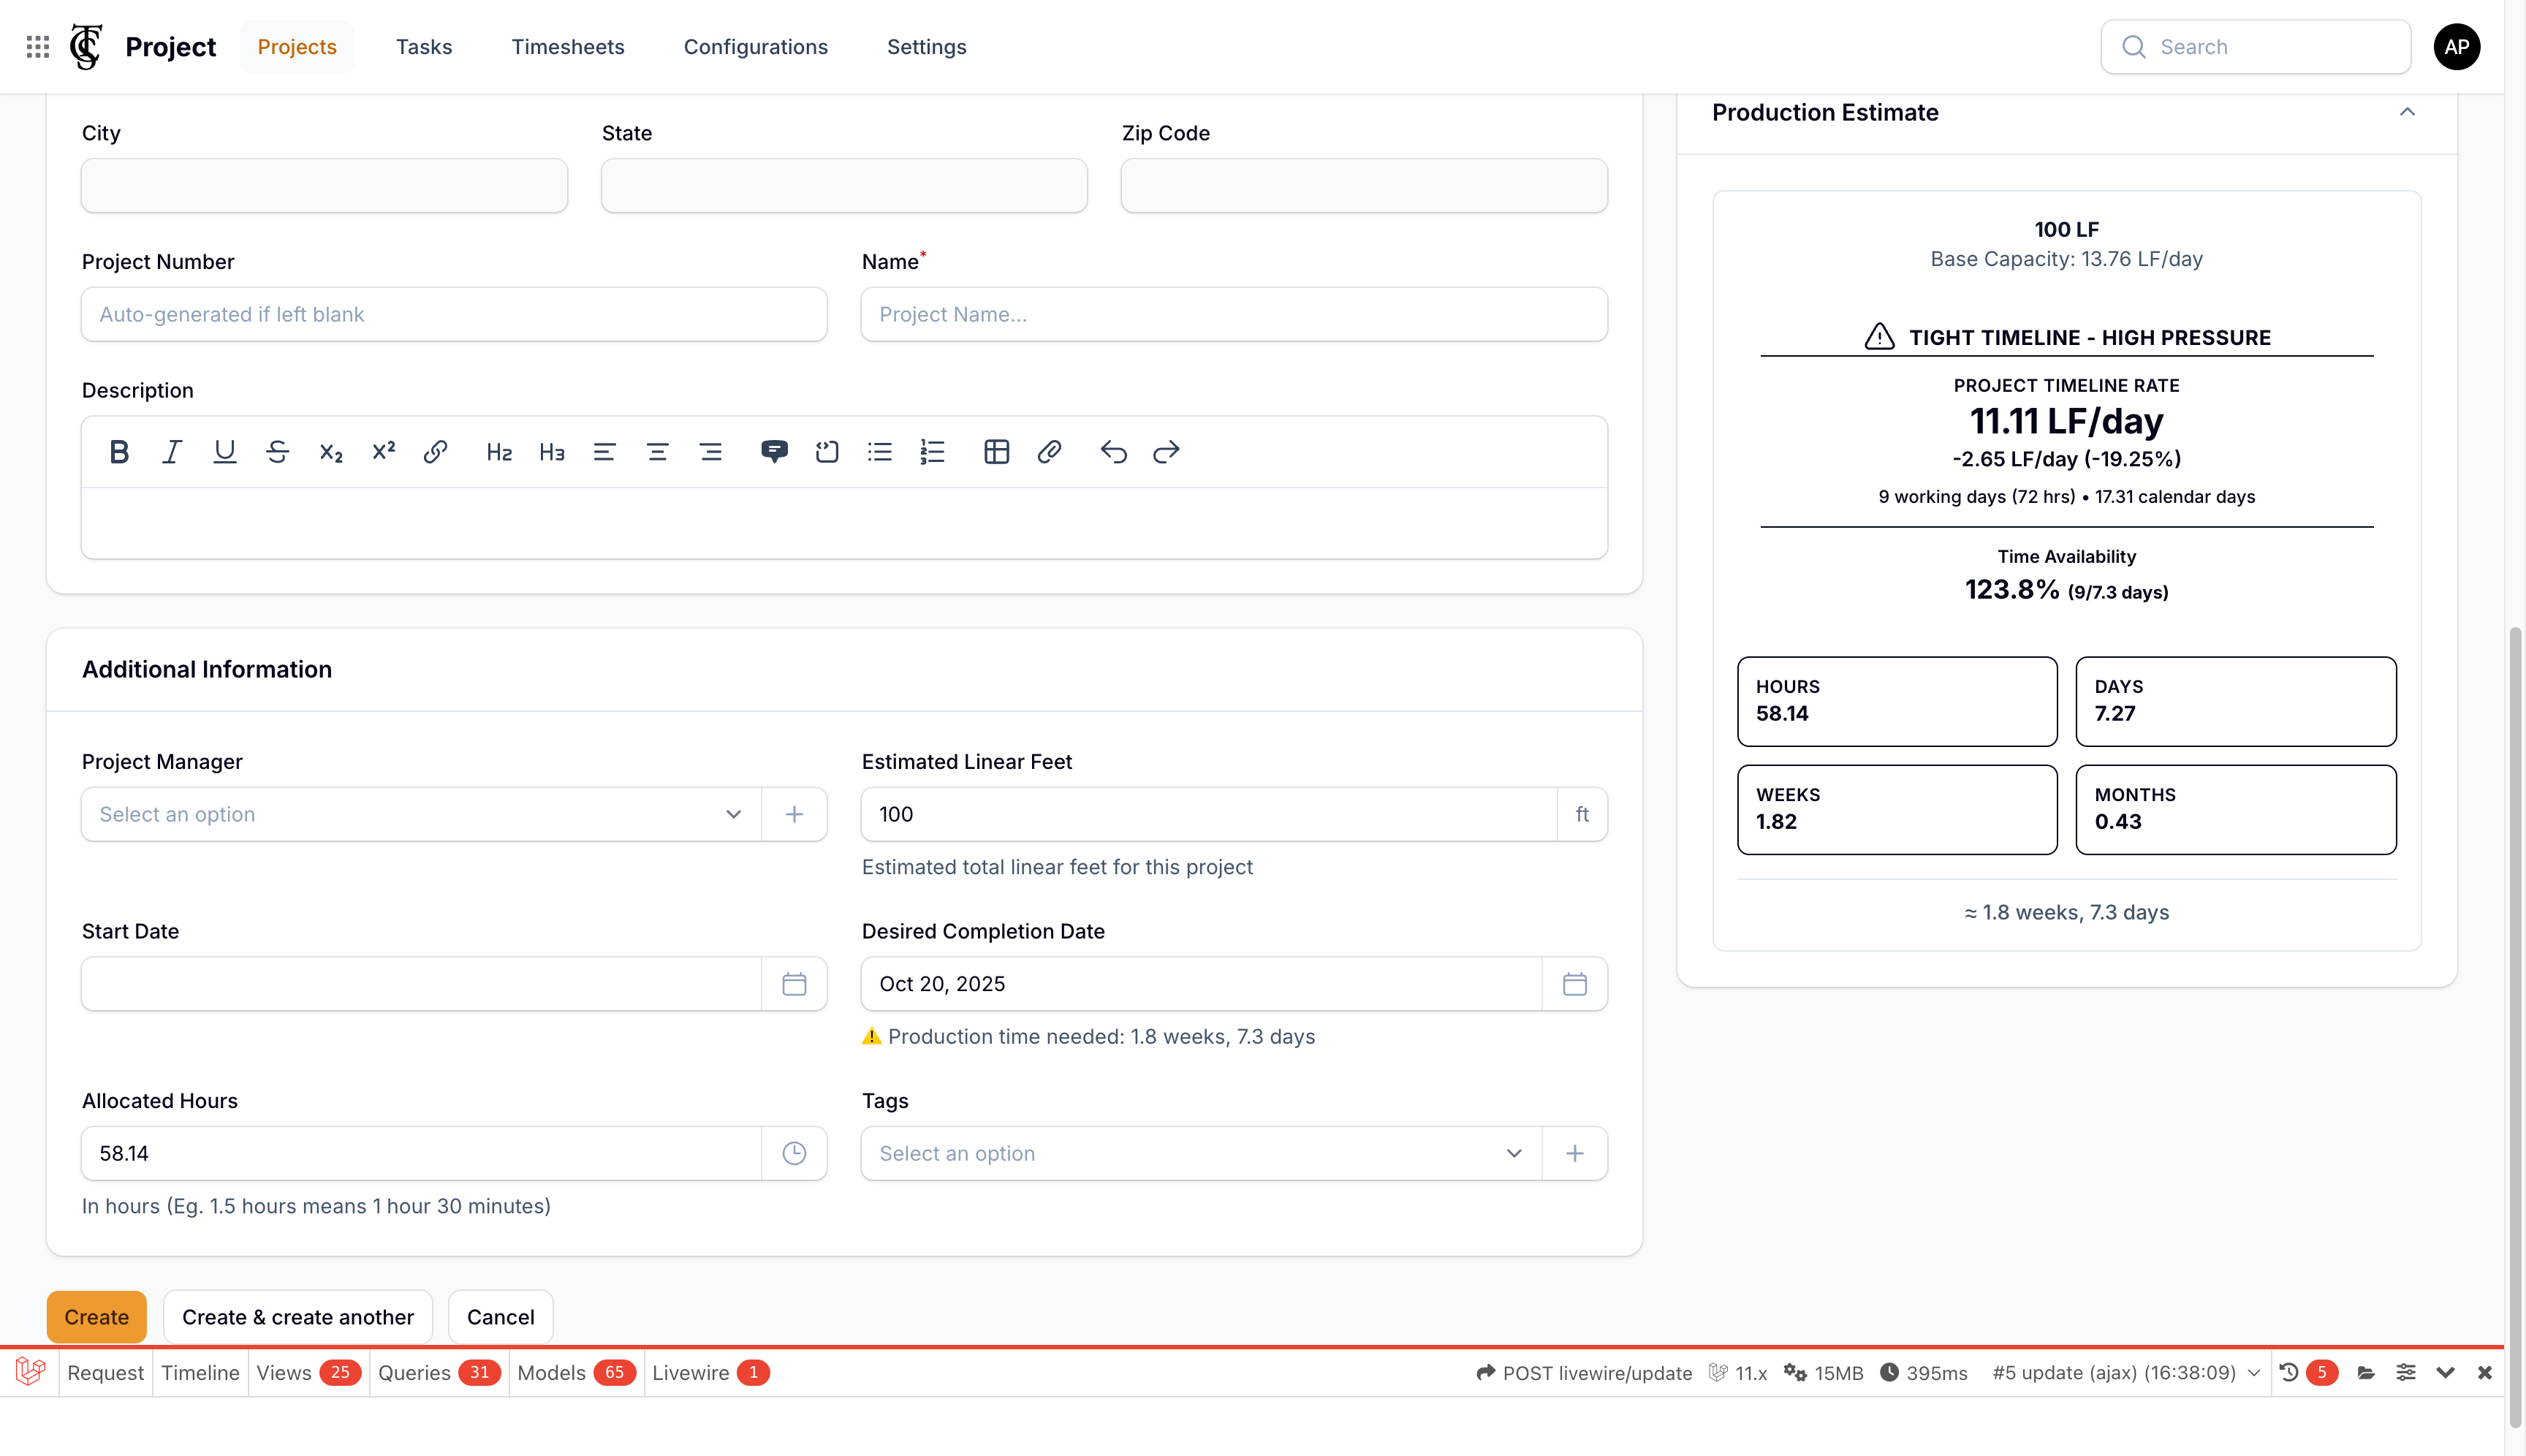 Project
Projects
Tasks
Timesheets
Configurations
Settings
Search
AP
City
State
Zip Code
Project Number
Name*
Auto-generated if left blank
Project Name...
Description
B I U S x₂ x² H2 H3
Additional Information
Project Manager
Estimated Linear Feet
Select an option
100
ft
Estimated total linear feet for this project
Start Date
Desired Completion Date
Oct 20, 2025
⚠ Production time needed: 1.8 weeks, 7.3 days
Allocated Hours
Tags
58.14
Select an option
In hours (Eg. 1.5 hours means 1 hour 30 minutes)
Create
Create & create another
Cancel
Production Estimate
100 LF
Base Capacity: 13.76 LF/day
TIGHT TIMELINE - HIGH PRESSURE
PROJECT TIMELINE RATE
11.11 LF/day
-2.65 LF/day (-19.25%)
9 working days (72 hrs) • 17.31 calendar days
Time Availability
123.8% (9/7.3 days)
HOURS
58.14
DAYS
7.27
WEEKS
1.82
MONTHS
0.43
≈ 1.8 weeks, 7.3 days
Request
Timeline
Views 25
Queries 31
Models 65
Livewire 1
POST livewire/update
11.x
15MB
395ms
#5 update (ajax) (16:38:09)
5